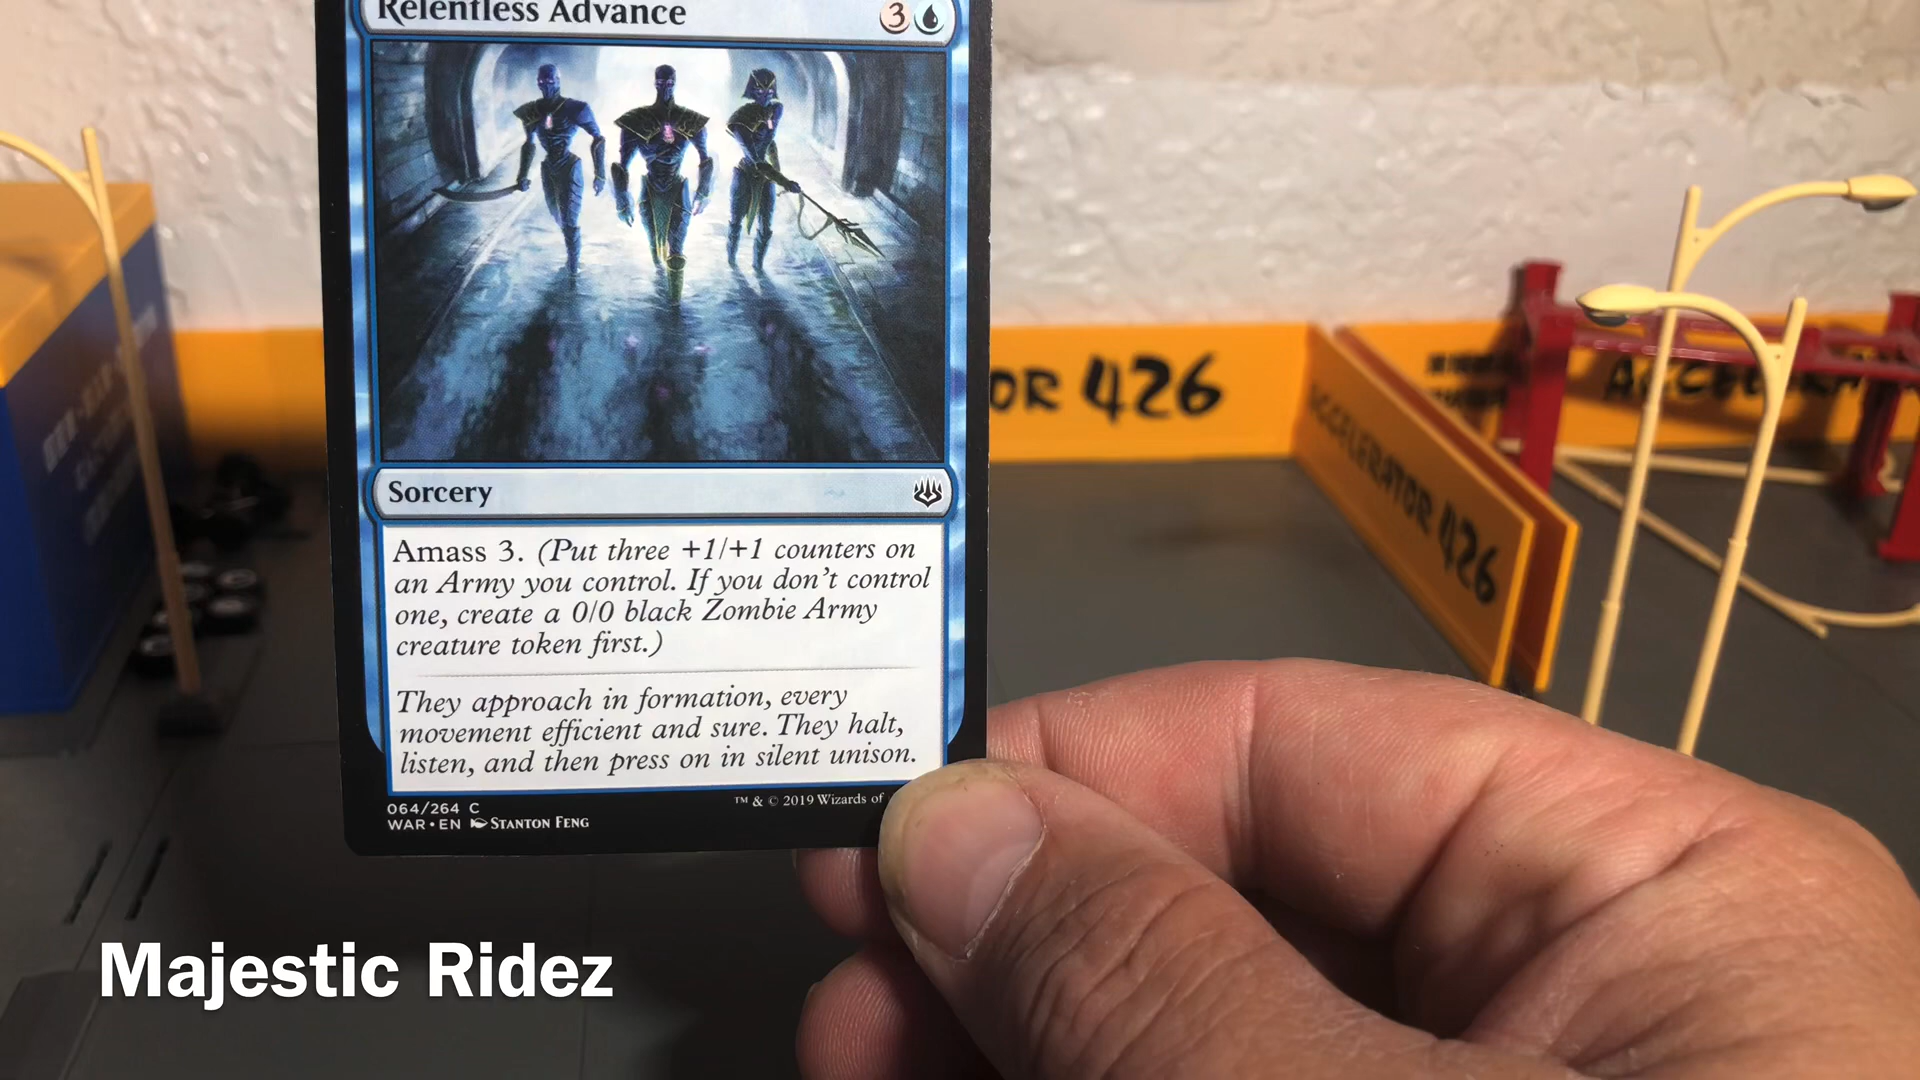 Relentless Advance 3
Sorcery
Amass 3. (Put three +1/+1 counters on
an Army you control. If you don't control
one, create a 0/0 black Zombie Army
creature token first.)
They approach in formation, every
movement efficient and sure. They halt,
listen, and then press on in silent unison.
064/264 C
WAR • EN STANTON FENG
™ & © 2019 Wizards of
OR 426
ACCELERATOR 426
Majestic Ridez